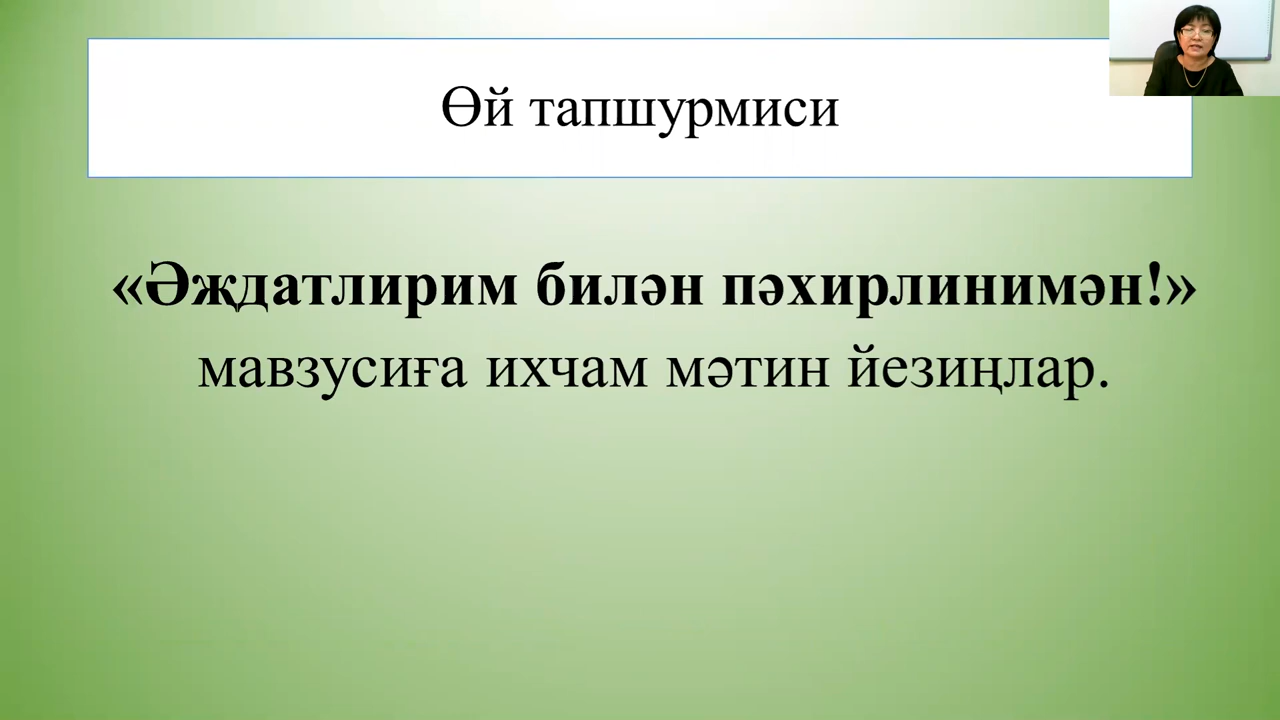 Өй тапшурмиси
«Әҗдатлирим билән пәхирлинимән!»
мавзусиға ихчам мәтин йезиңлар.